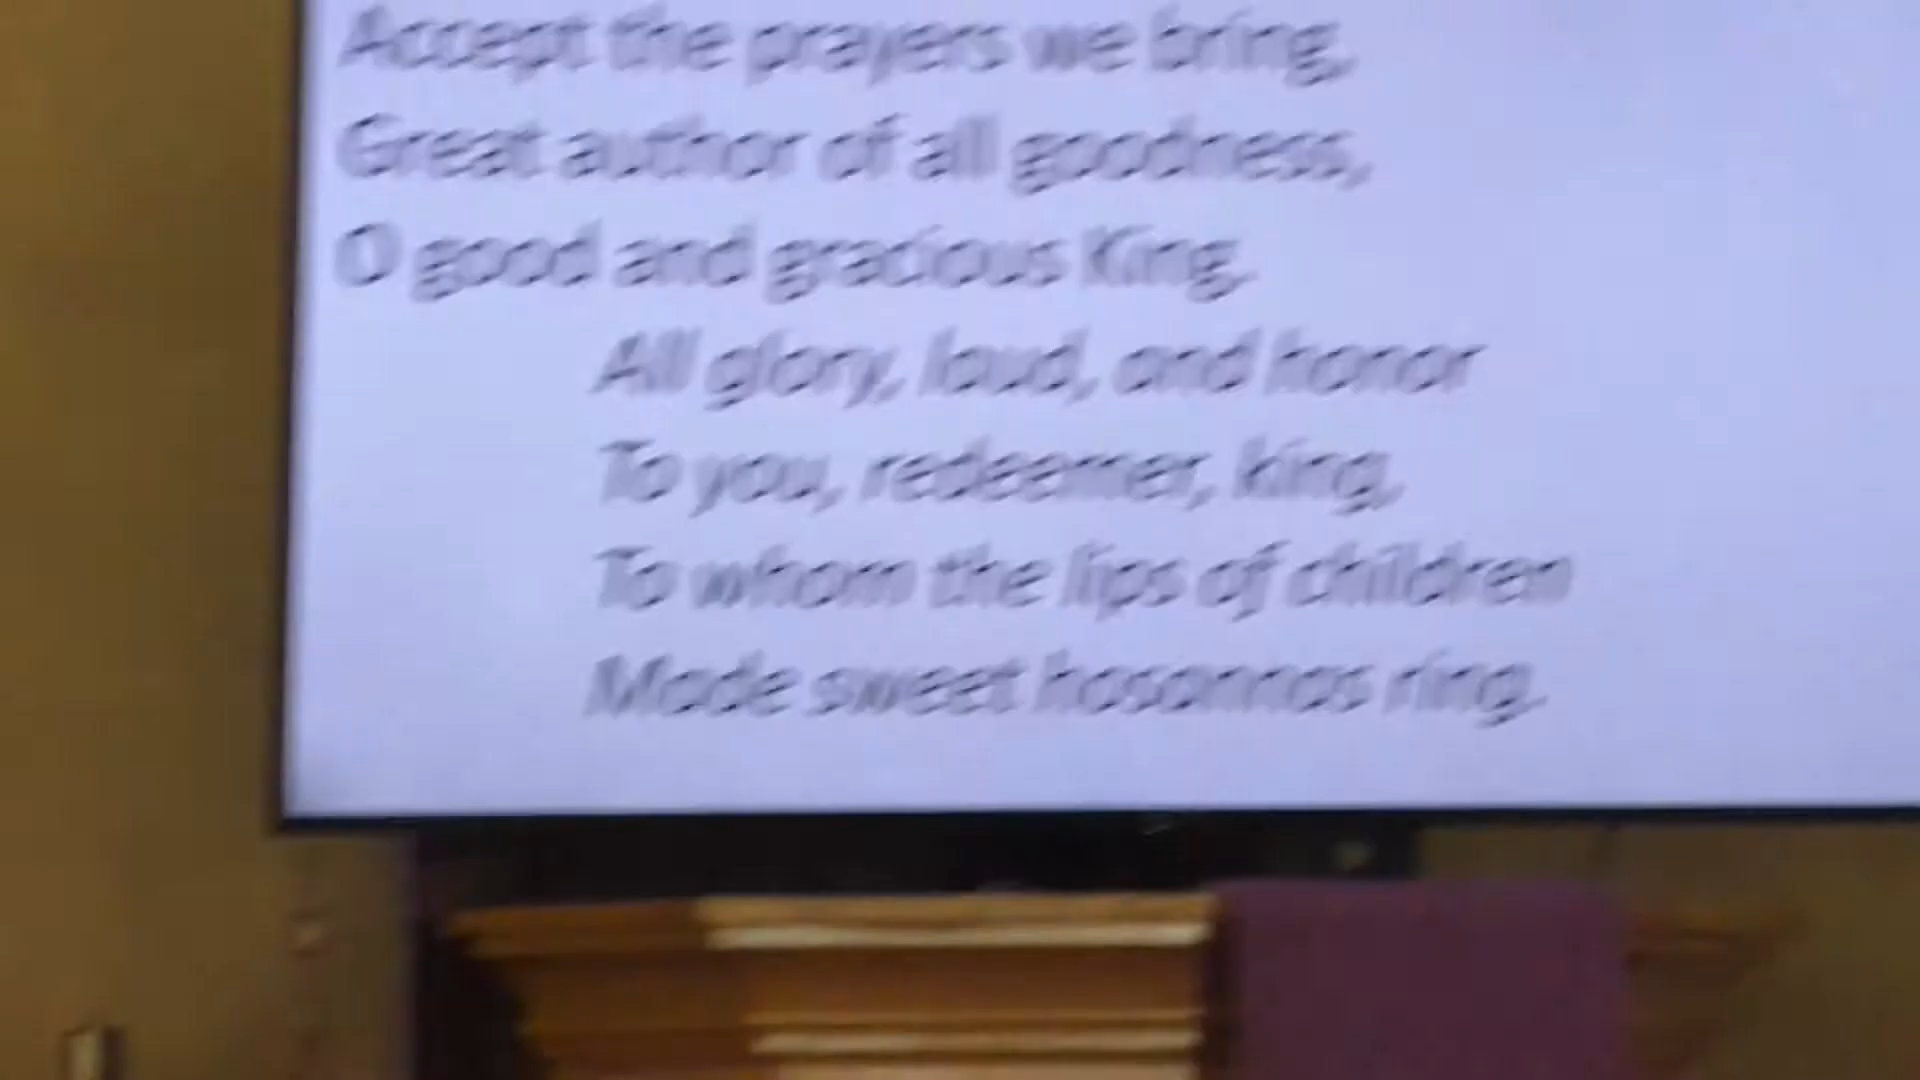 Accept the prayers we bring,
Great author of all goodness,
O good and gracious King.
All glory, loud, and honor
To you, redeemer, king,
To whom the lips of children
Made sweet hosannas ring.